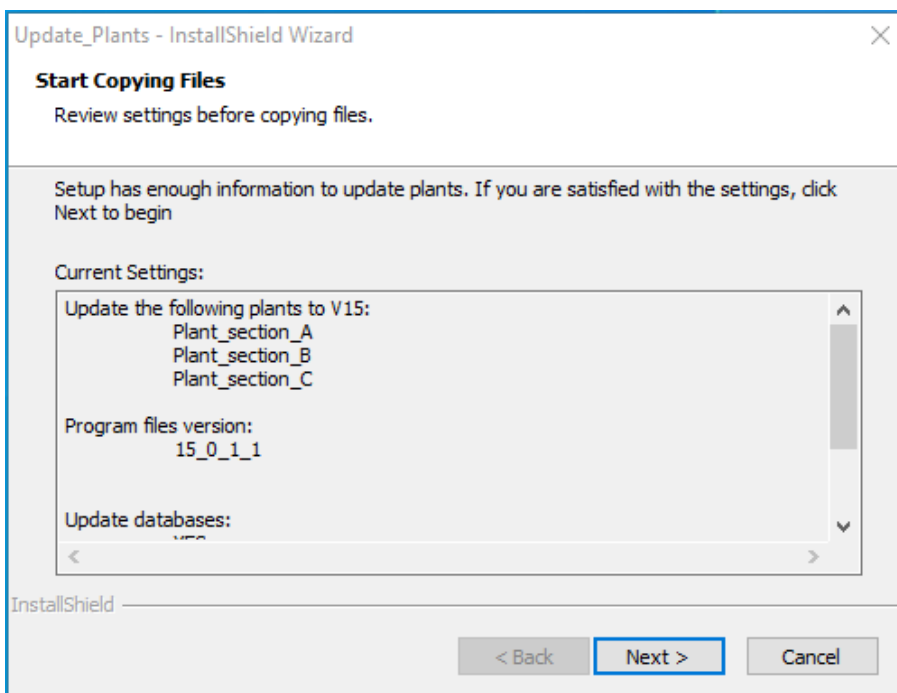 Update_Plants - InstallShield Wizard
Start Copying Files
Review settings before copying files.
Setup has enough information to update plants. If you are satisfied with the settings, click
Next to begin
Current Settings:
Update the following plants to V15:
Plant_section_A
Plant_section_B
Plant_section_C
Program files version:
15_0_1_1
Update databases:
YES
InstallShield
< Back
Next >
Cancel